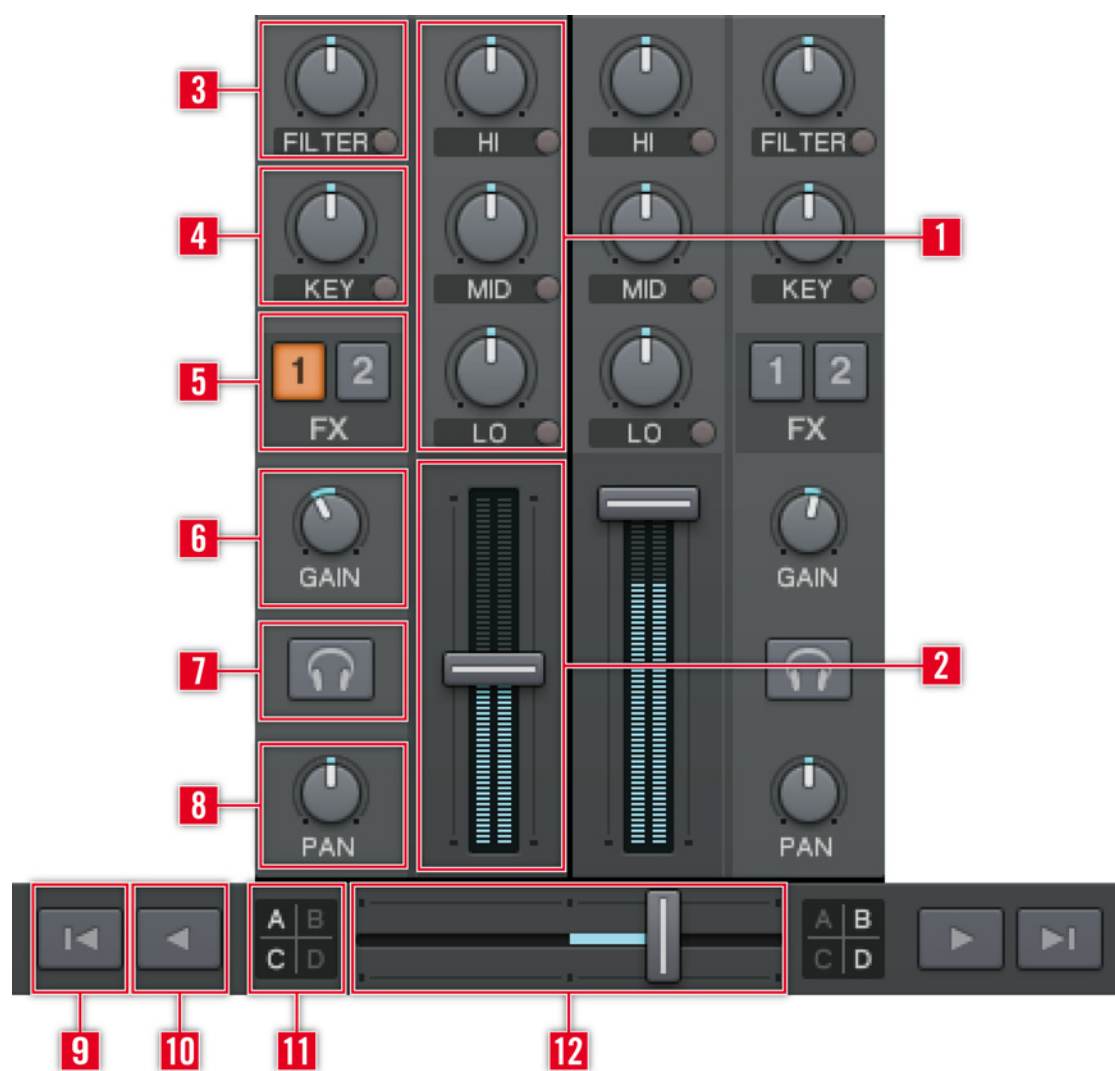 3 FILTER HI HI FILTER
4 KEY MID MID KEY 1
5 1 2 1 2
FX LO LO FX
6 GAIN GAIN
7 2
8 PAN PAN
A B A B
C D C D
9 10 11 12